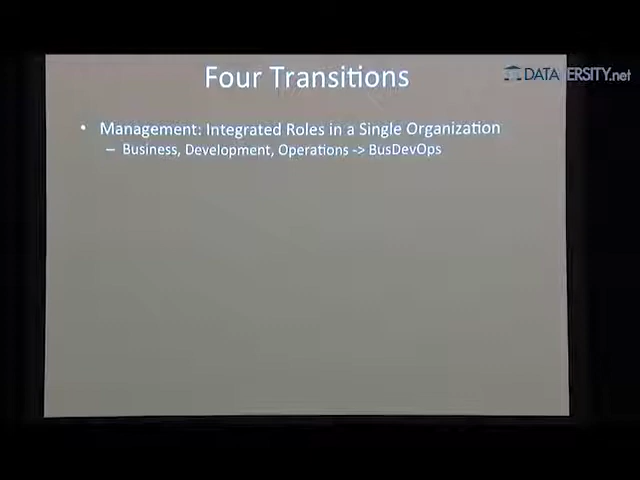 Four Transitions
DATAVERSITY.net
• Management: Integrated Roles in a Single Organization
– Business, Development, Operations -> BusDevOps